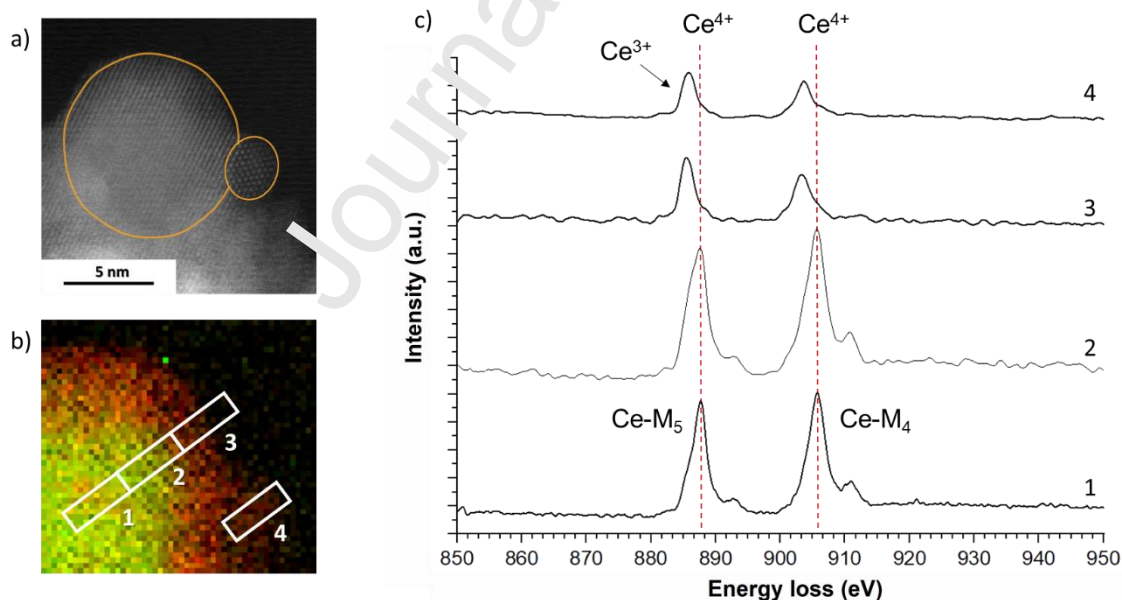 a)
5 nm
b)
1
2
3
4
c)
Journa
Ce⁴⁺ Ce⁴⁺
Ce³⁺
4
3
2
Ce-M₅ Ce-M₄
1
Intensity (a.u.)
850 860 870 880 890 900 910 920 930 940 950
Energy loss (eV)